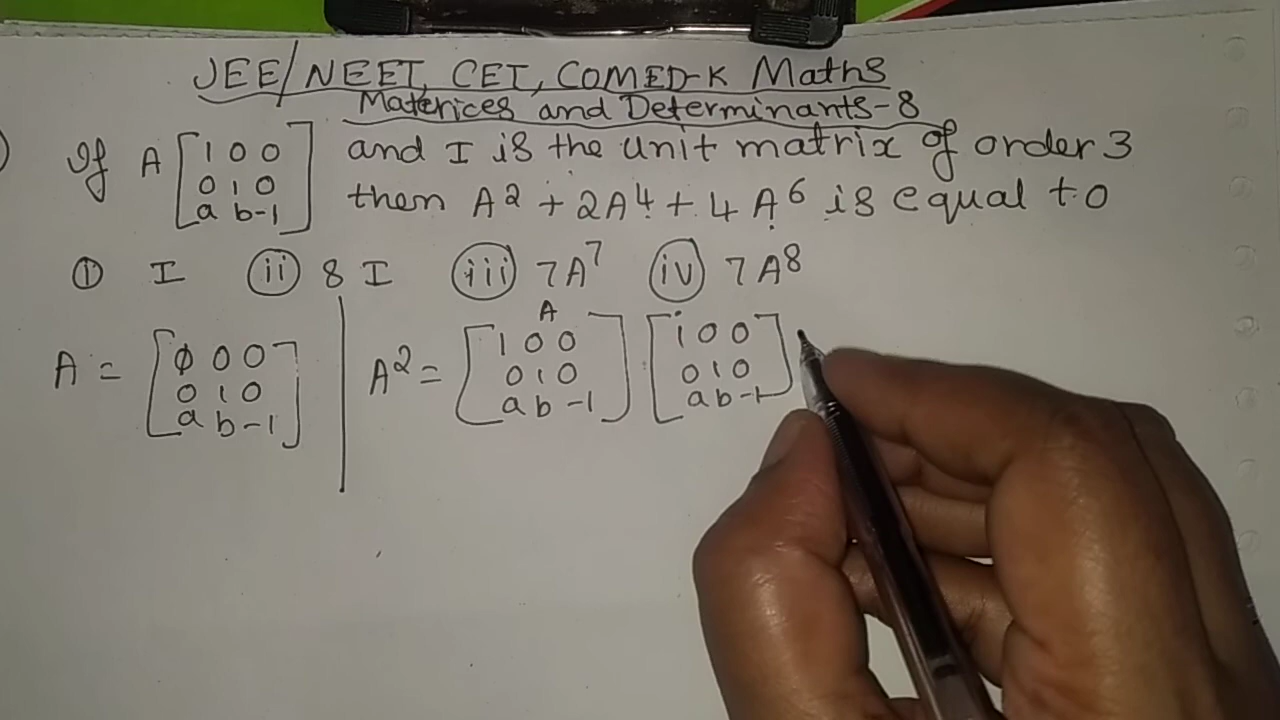 JEE/NEET, CET, COMED-K Maths
Materices and Determinants-8
If A [1 0 0 and I is the unit matrix of order 3
0 1 0
a b -1] then A2 + 2A4 + 4A6 is equal to
i I ii 8 I iii 7A7 iv 7A8
A
A = [0 0 0
0 1 0
a b -1]
A2 = [1 0 0
0 1 0
a b -1] . [1 0 0
0 1 0
a b -1]